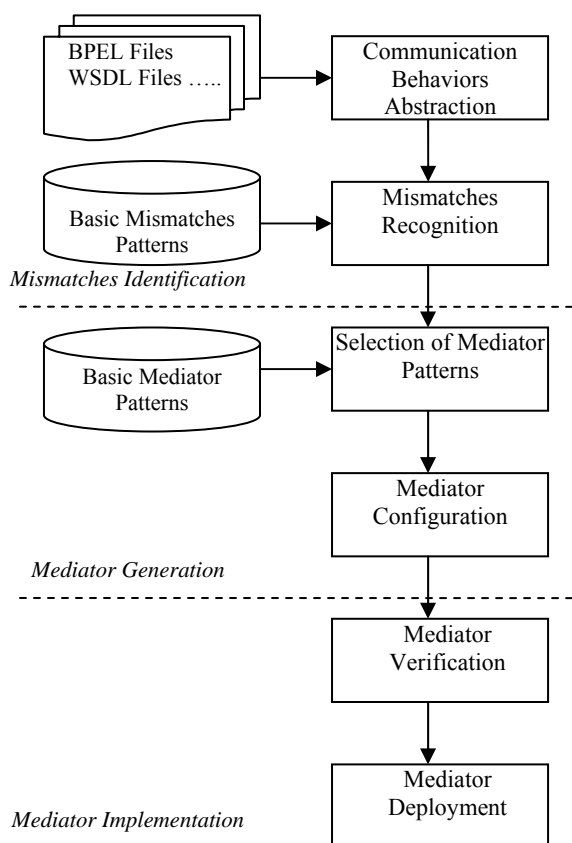 BPEL Files
WSDL Files …..
Communication
Behaviors
Abstraction
Basic Mismatches
Patterns
Mismatches
Recognition
Mismatches Identification
Basic Mediator
Patterns
Selection of Mediator
Patterns
Mediator
Configuration
Mediator Generation
Mediator
Verification
Mediator
Deployment
Mediator Implementation